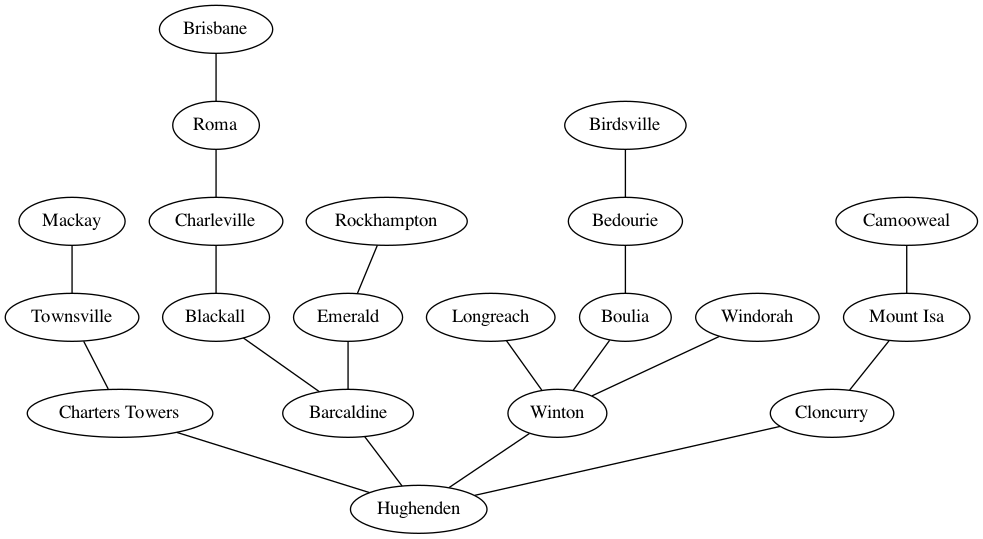 Brisbane
Roma
Birdsville
Mackay
Charleville
Rockhampton
Bedourie
Camooweal
Townsville
Blackall
Emerald
Longreach
Boulia
Windorah
Mount Isa
Charters Towers
Barcaldine
Winton
Cloncurry
Hughenden